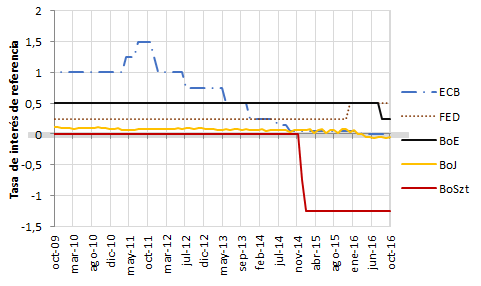 Tasa de interés de referencia
2
1,5
1
0,5
0
-0,5
-1
-1,5
oct-09
mar-10
ago-10
dic-10
may-11
oct-11
mar-12
jul-12
dic-12
may-13
sep-13
feb-14
jul-14
nov-14
abr-15
ago-15
ene-16
jun-16
oct-16
ECB
FED
BoE
BoJ
BoSzt